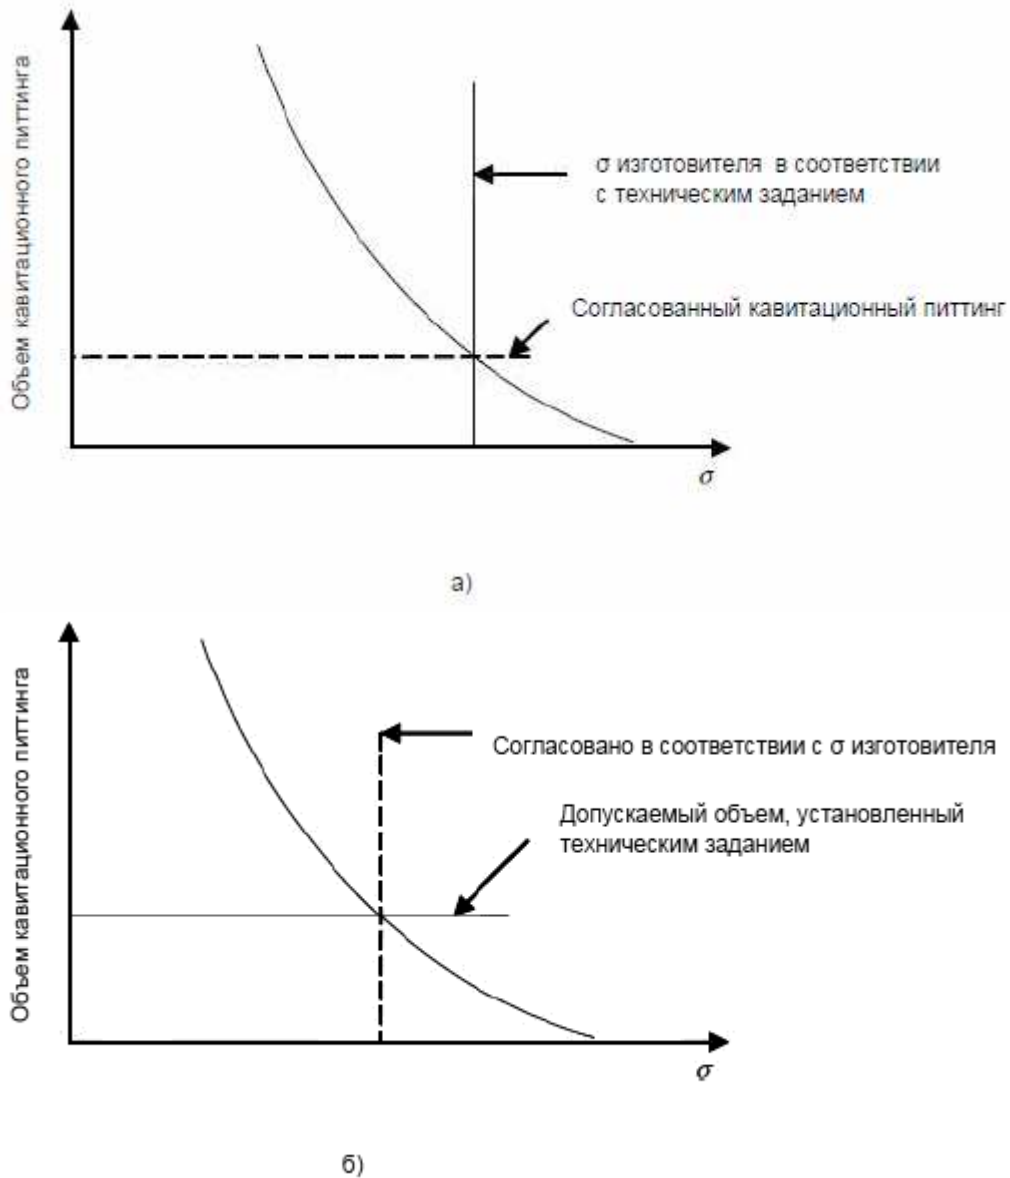 Объем кавитационного питтинга
σ изготовителя в соответствии
с техническим заданием
Согласованный кавитационный питтинг
σ
а)
Объем кавитационного питтинга
Согласовано в соответствии с σ изготовителя
Допускаемый объем, установленный
техническим заданием
σ
б)